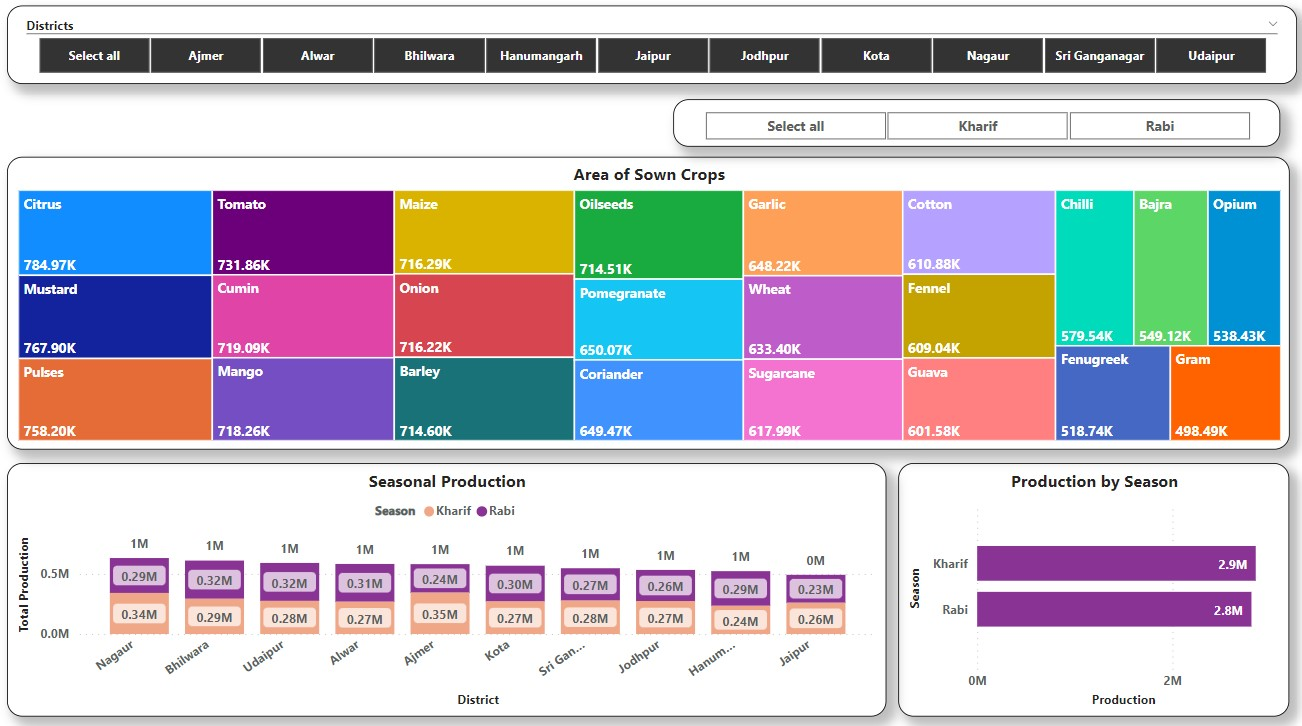 Districts
Select all Ajmer Alwar Bhilwara Hanumangarh Jaipur Jodhpur Kota Nagaur Sri Ganganagar Udaipur
Select all Kharif Rabi
Area of Sown Crops
Citrus
784.97K
Mustard
767.90K
Pulses
758.20K
Tomato
731.86K
Cumin
719.09K
Mango
718.26K
Maize
716.29K
Onion
716.22K
Barley
714.60K
Oilseeds
714.51K
Pomegranate
650.07K
Coriander
649.47K
Garlic
648.22K
Wheat
633.40K
Sugarcane
617.99K
Cotton
610.88K
Fennel
609.04K
Guava
601.58K
Chilli
579.54K
Bajra
549.12K
Opium
538.43K
Fenugreek
518.74K
Gram
498.49K
Seasonal Production
Season Kharif Rabi
Total Production
1M 1M 1M 1M 1M 1M 1M 1M 1M 0M
0.5M
0.29M 0.32M 0.32M 0.31M 0.24M 0.30M 0.27M 0.26M 0.29M 0.23M
0.34M 0.29M 0.28M 0.27M 0.35M 0.27M 0.28M 0.27M 0.24M 0.26M
0.0M
Nagaur Bhilwara Udaipur Alwar Ajmer Kota Sri Gan... Jodhpur Hanum... Jaipur
District
Production by Season
Season
Kharif 2.9M
Rabi 2.8M
0M 2M
Production